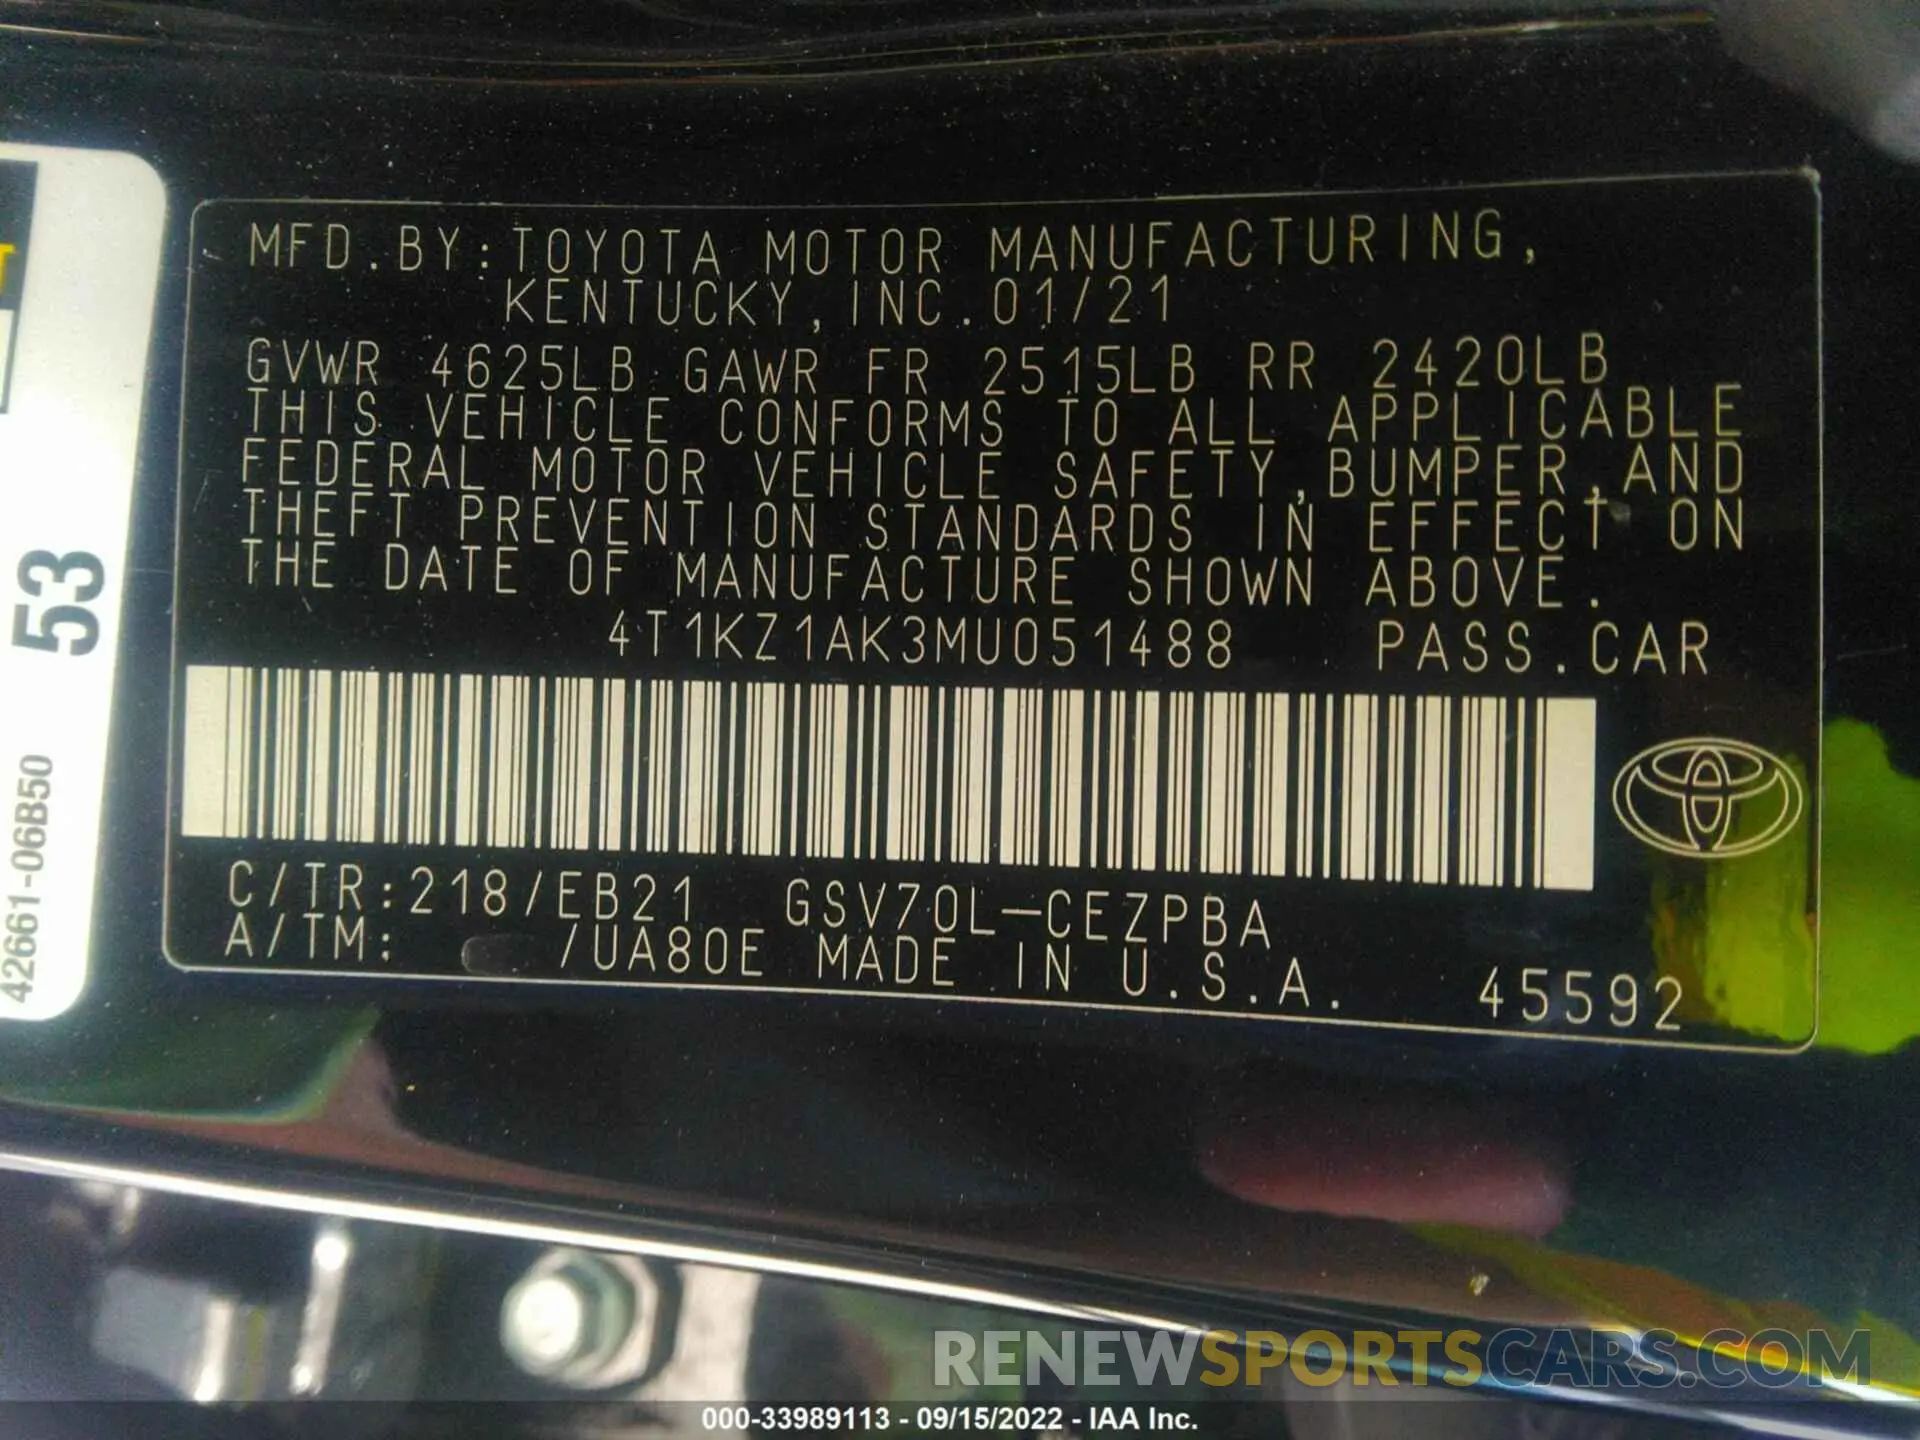 MFD.BY:TOYOTA MOTOR MANUFACTURING,
KENTUCKY, INC.01/21
GVWR 4625LB GAWR FR 2515LB RR 2420LB
THIS VEHICLE CONFORMS TO ALL APPLICABLE
FEDERAL MOTOR VEHICLE SAFETY,BUMPER,AND
THEFT PREVENTION STANDARDS IN EFFECT ON
THE DATE OF MANUFACTURE SHOWN ABOVE.
4T1KZ1AK3MU051488 PASS.CAR
C/TR:218/EB21 GSV70L-CEZPBA
A/TM: /UA80E MADE IN U.S.A. 45592
53
42661-06B50
RENEWSPORTSCARS.COM
000-33989113 - 09/15/2022 - IAA Inc.